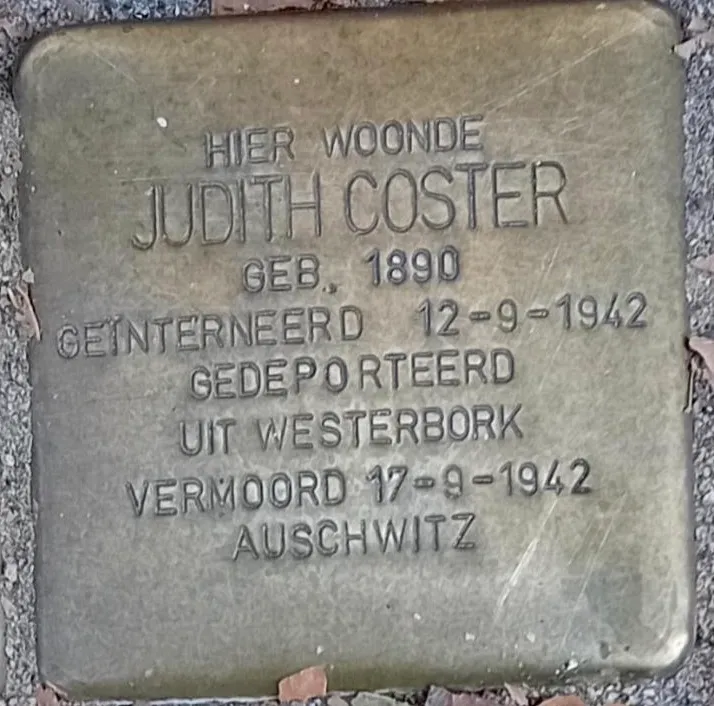 HIER WOONDE
JUDITH COSTER
GEB. 1890
GEÏNTERNEERD 12-9-1942
GEDEPORTEERD
UIT WESTERBORK
VERMOORD 17-9-1942
AUSCHWITZ